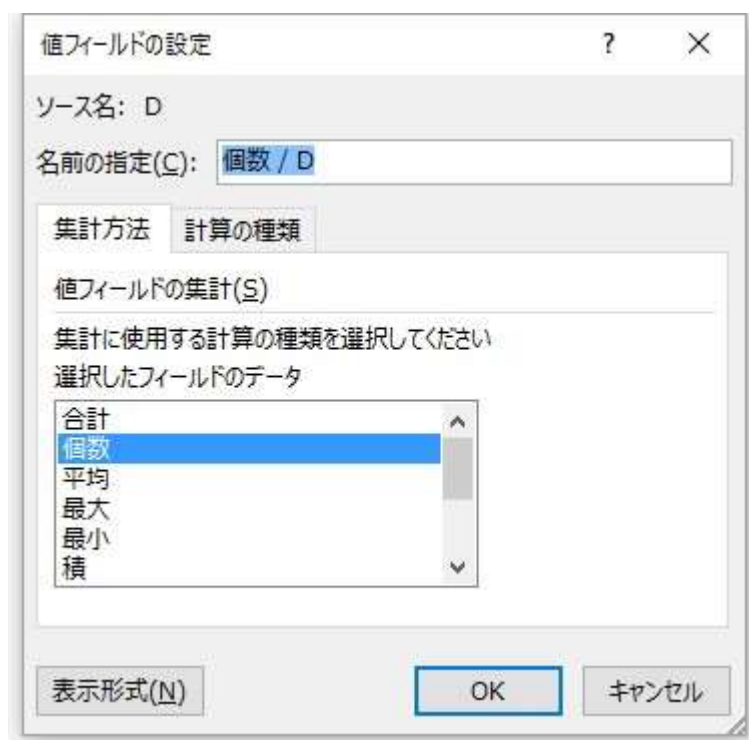 値フィールドの設定 ? ×
ソース名: D
名前の指定(C): 個数 / D
集計方法 計算の種類
値フィールドの集計(S)
集計に使用する計算の種類を選択してください
選択したフィールドのデータ
合計
個数
平均
最大
最小
積
表示形式(N) OK キャンセル